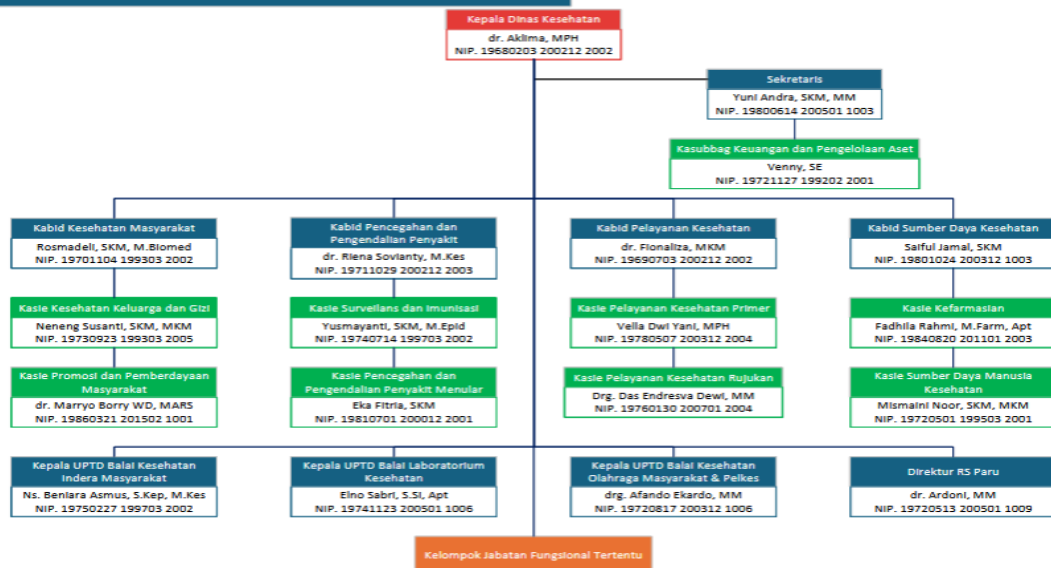 Kepala Dinas Kesehatan
dr. Aklima, MPH
NIP. 19680203 200212 2002
Sekretaris
Yuni Andra, SKM, MM
NIP. 19800614 200501 1003
Kasubbag Keuangan dan Pengelolaan Aset
Venny, SE
NIP. 19721127 199202 2001
Kabid Kesehatan Masyarakat
Rosmadeli, SKM, M.Biomed
NIP. 19701104 199303 2002
Kabid Pencegahan dan
Pengendalian Penyakit
dr. Riena Sovianty, M.Kes
NIP. 19711029 200212 2003
Kabid Pelayanan Kesehatan
dr. Fionaliza, MKM
NIP. 19690703 200212 2002
Kabid Sumber Daya Kesehatan
Saiful Jamal, SKM
NIP. 19801024 200312 1003
Kasie Kesehatan Keluarga dan Gizi
Neneng Susanti, SKM, MKM
NIP. 19730923 199303 2005
Kasie Surveilans dan Imunisasi
Yusmayanti, SKM, M.Epid
NIP. 19740714 199703 2002
Kasie Pelayanan Kesehatan Primer
Vella Dwi Yani, MPH
NIP. 19780507 200312 2004
Kasie Kefarmasian
Fadhila Rahmi, M.Farm, Apt
NIP. 19840820 201101 2003
Kasie Promosi dan Pemberdayaan
Masyarakat
dr. Marryo Borry WD, MARS
NIP. 19860321 201502 1001
Kasie Pencegahan dan
Pengendalian Penyakit Menular
Eka Fitria, SKM
NIP. 19810701 200012 2001
Kasie Pelayanan Kesehatan Rujukan
Drg. Das Endresva Dewi, MM
NIP. 19760130 200701 2004
Kasie Sumber Daya Manusia
Kesehatan
Mismaini Noor, SKM, MKM
NIP. 19720501 199503 2001
Kepala UPTD Balai Kesehatan
Indera Masyarakat
Ns. Beniara Asmus, S.Kep, M.Kes
NIP. 19750227 199703 2002
Kepala UPTD Balai Laboratorium
Kesehatan
Elno Sabri, S.Si, Apt
NIP. 19741123 200501 1006
Kepala UPTD Balai Kesehatan
Olahraga Masyarakat & Pelkes
drg. Afando Ekardo, MM
NIP. 19720817 200312 1006
Direktur RS Paru
dr. Ardoni, MM
NIP. 19720513 200501 1009
Kelompok Jabatan Fungsional Tertentu